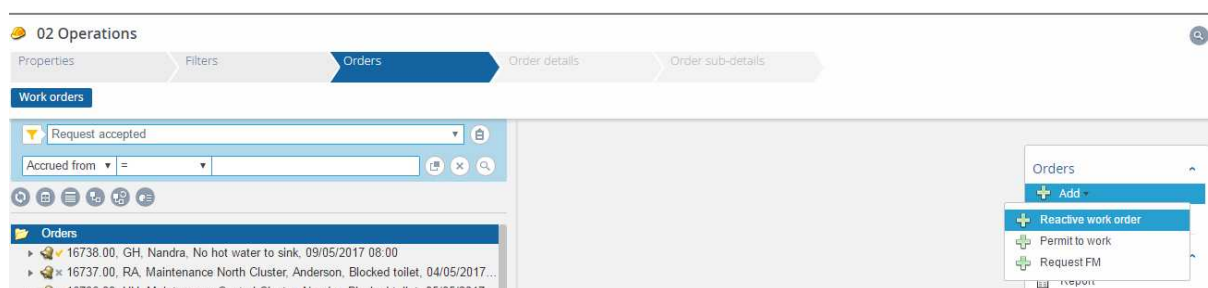 02 Operations
Properties Filters Orders Order details Order sub-details
Work orders
Request accepted
Accrued from =
Orders
Add
Orders
Reactive work order
16738.00, GH, Nandra, No hot water to sink, 09/05/2017 08:00
Permit to work
16737.00, RA, Maintenance North Cluster, Anderson, Blocked toilet, 04/05/2017...
Request FM
Report